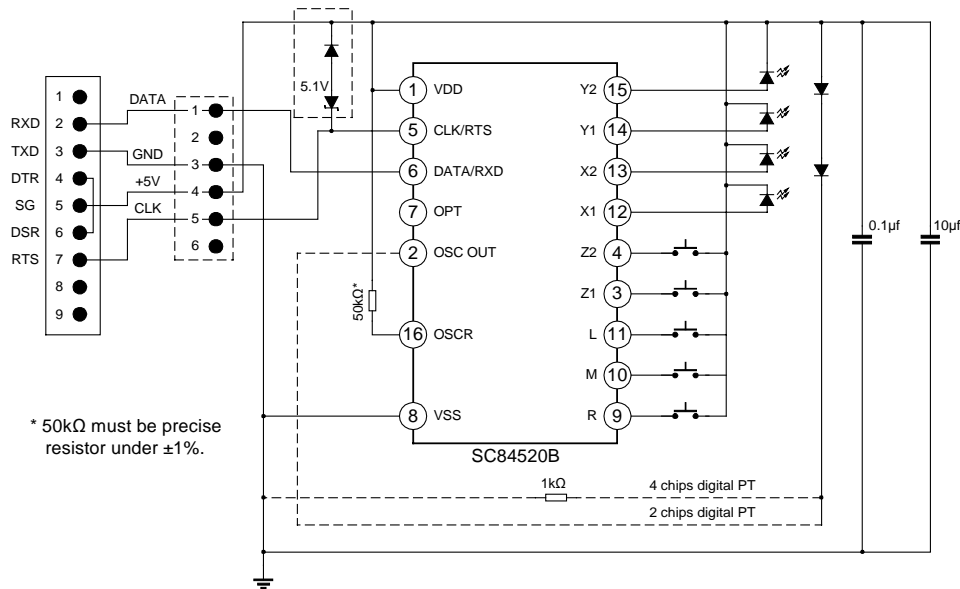 1
RXD 2
TXD 3
DTR 4
SG 5
DSR 6
RTS 7
8
9
DATA
GND
+5V
CLK
1
2
3
4
5
6
5.1V
50kΩ*
1 VDD
5 CLK/RTS
6 DATA/RXD
7 OPT
2 OSC OUT
16 OSCR
8 VSS
Y2 15
Y1 14
X2 13
X1 12
Z2 4
Z1 3
L 11
M 10
R 9
SC84520B
0.1µf
10µf
* 50kΩ must be precise
resistor under ±1%.
1kΩ
4 chips digital PT
2 chips digital PT